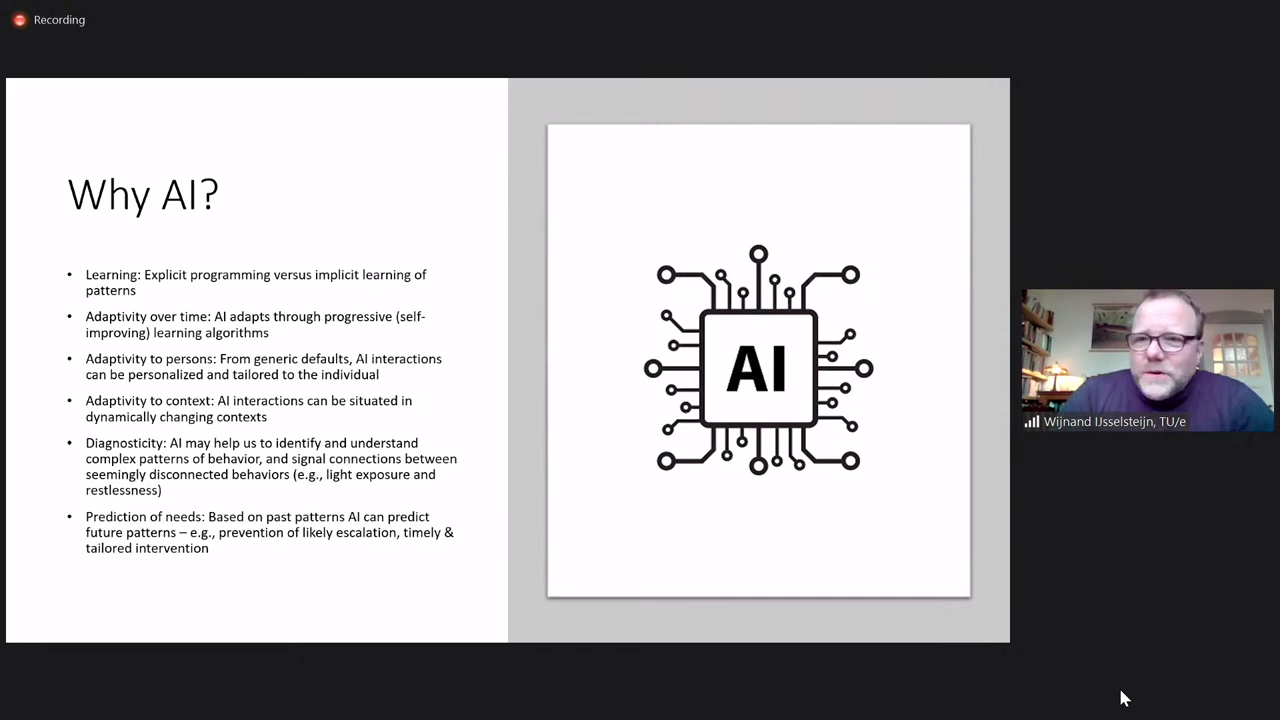 Recording
Why AI?
• Learning: Explicit programming versus implicit learning of
patterns
• Adaptivity over time: AI adapts through progressive (self-
improving) learning algorithms
• Adaptivity to persons: From generic defaults, AI interactions
can be personalized and tailored to the individual
• Adaptivity to context: AI interactions can be situated in
dynamically changing contexts
• Diagnosticity: AI may help us to identify and understand
complex patterns of behavior, and signal connections between
seemingly disconnected behaviors (e.g., light exposure and
restlessness)
• Prediction of needs: Based on past patterns AI can predict
future patterns – e.g., prevention of likely escalation, timely &
tailored intervention
AI
Wijnand IJsselsteijn, TU/e